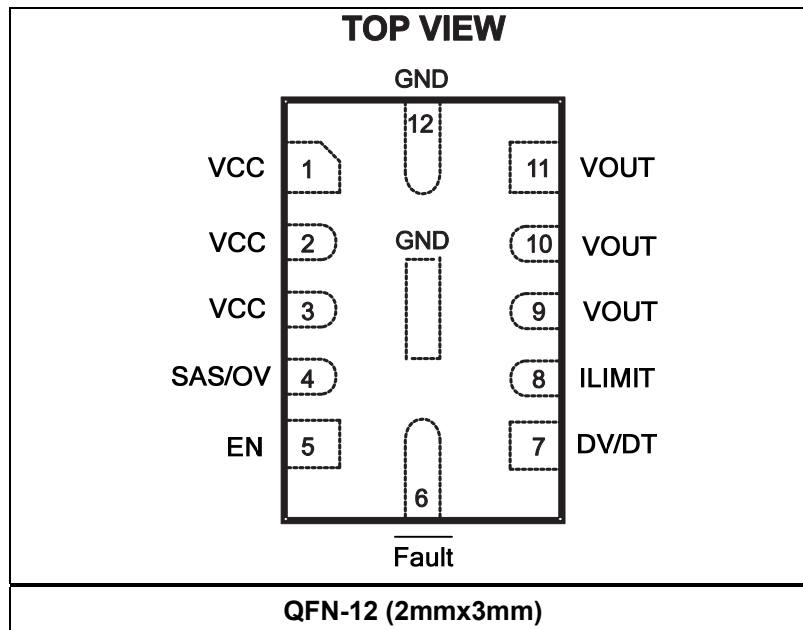 TOP VIEW
GND
12
VCC 1 11 VOUT
VCC 2 GND 10 VOUT
VCC 3 9 VOUT
SAS/OV 4 8 ILIMIT
EN 5 7 DV/DT
6
Fault
QFN-12 (2mmx3mm)